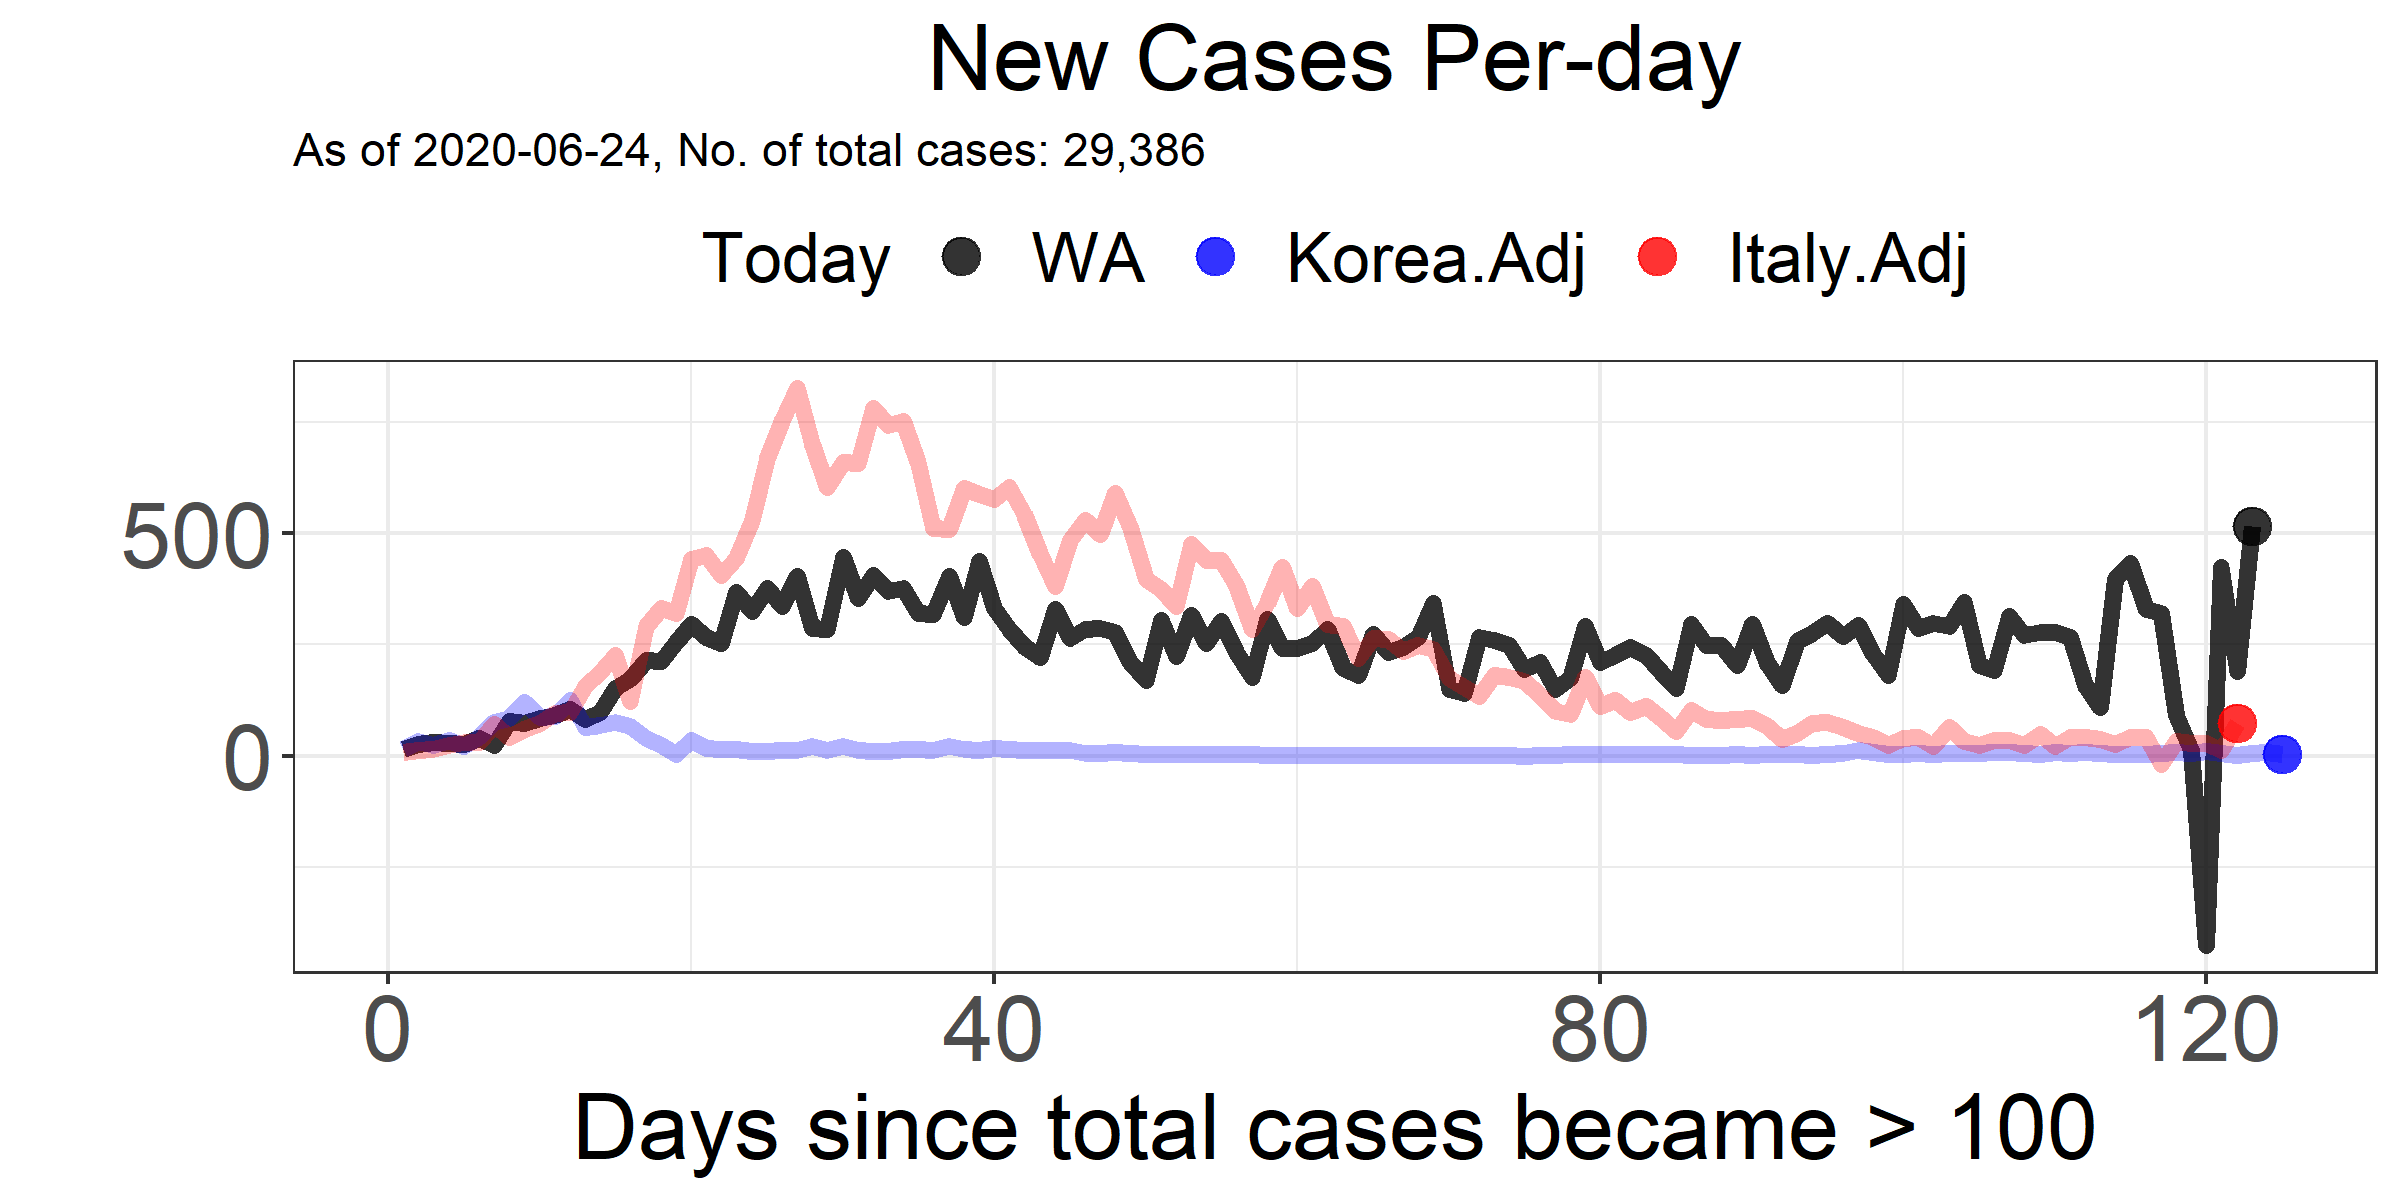 New Cases Per-day
As of 2020-06-24, No. of total cases: 29,386
Today WA Korea.Adj Italy.Adj
500
0
0 40 80 120
Days since total cases became > 100